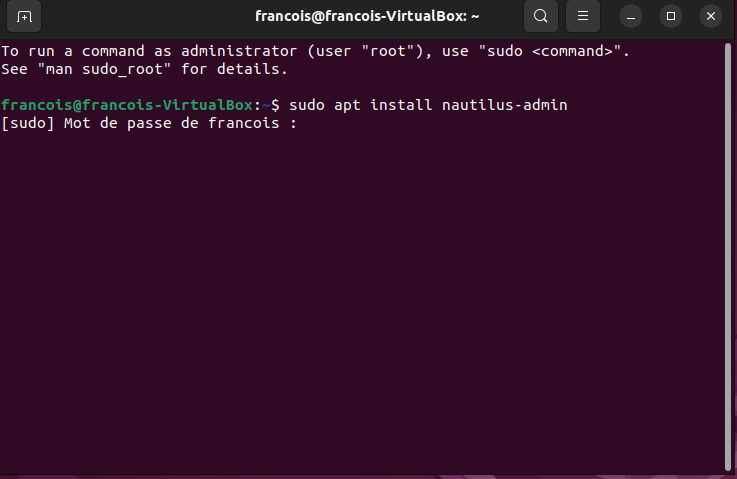 francois@francois-VirtualBox: ~
To run a command as administrator (user "root"), use "sudo <command>".
See "man sudo_root" for details.
francois@francois-VirtualBox:~$ sudo apt install nautilus-admin
[sudo] Mot de passe de francois :